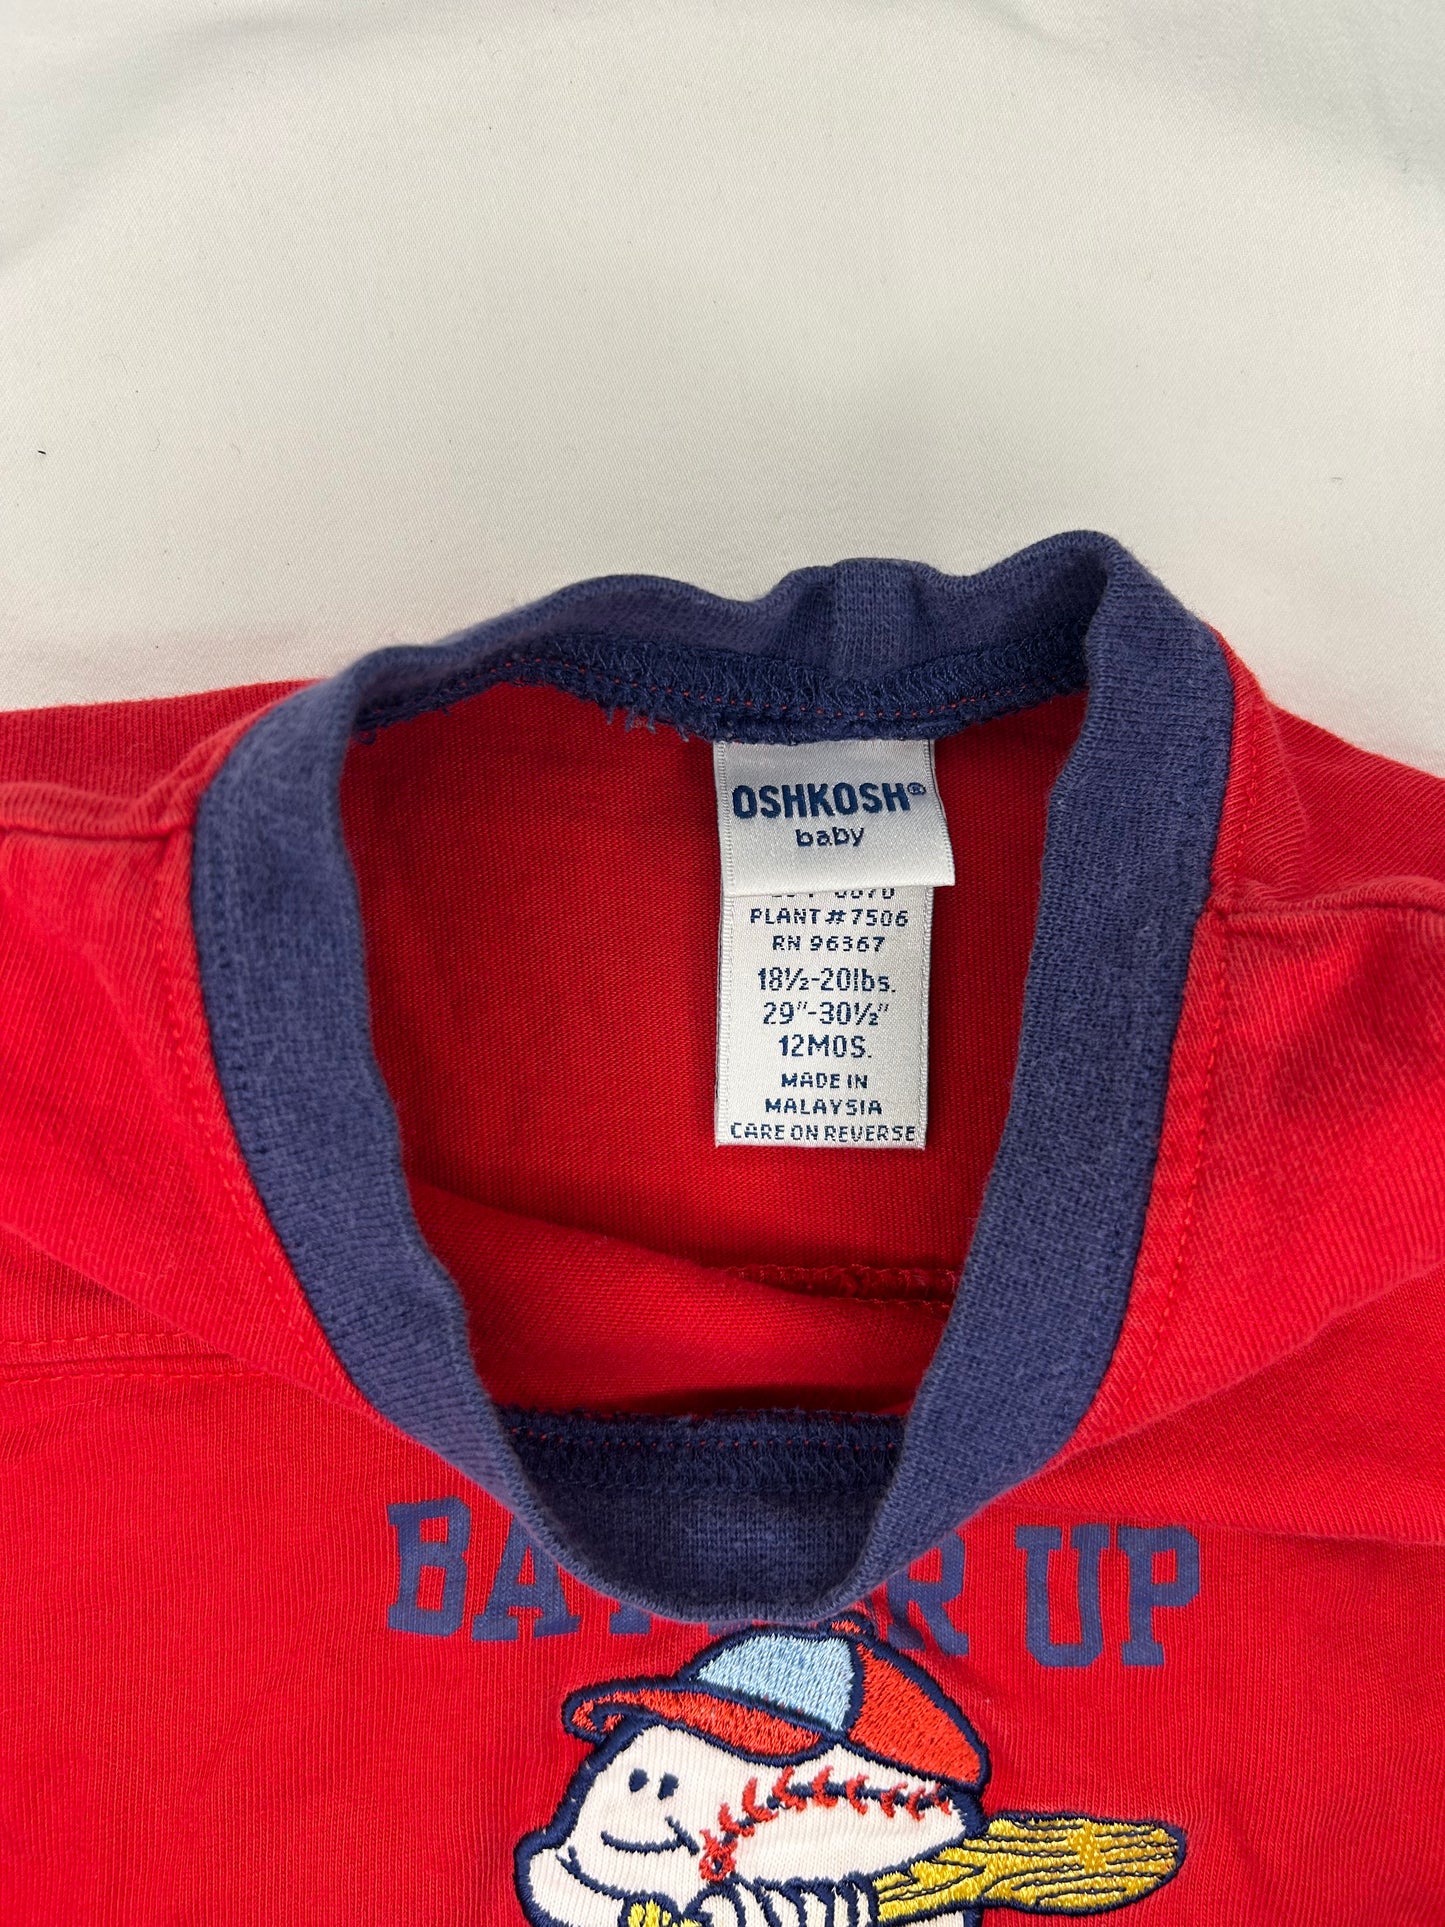 OSHKOSH®
baby
PLANT # 7506
RN 96367
18½-20lbs.
29"-30½"
12MOS.
MADE IN
MALAYSIA
CARE ON REVERSE
UP